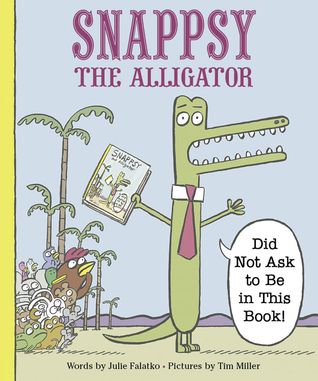 SNAPPSY
THE ALLIGATOR
SNAPPSY
Did
Not Ask
to Be
in This
Book!
Words by Julie Falatko • Pictures by Tim Miller